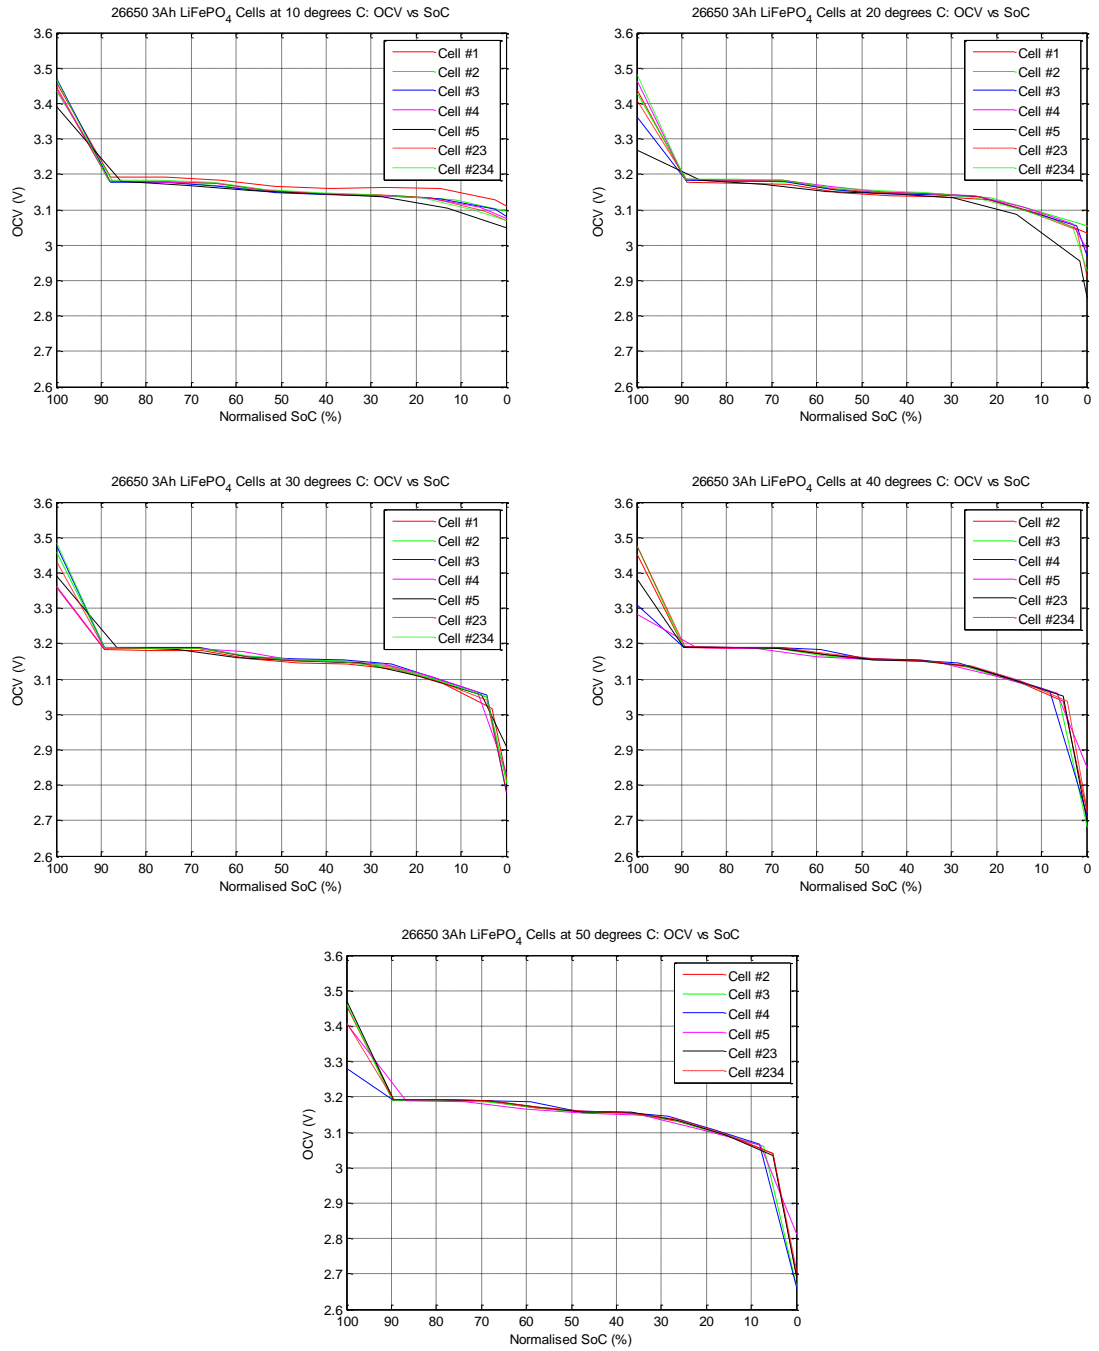 26650 3Ah LiFePO4 Cells at 10 degrees C: OCV vs SoC
3.6
3.5
3.4
3.3
3.2
3.1
3
2.9
2.8
2.7
2.6
OCV (V)
Cell #1
Cell #2
Cell #3
Cell #4
Cell #5
Cell #23
Cell #234
100 90 80 70 60 50 40 30 20 10 0
Normalised SoC (%)
26650 3Ah LiFePO4 Cells at 20 degrees C: OCV vs SoC
3.6
3.5
3.4
3.3
3.2
3.1
3
2.9
2.8
2.7
2.6
OCV (V)
Cell #1
Cell #2
Cell #3
Cell #4
Cell #5
Cell #23
Cell #234
100 90 80 70 60 50 40 30 20 10 0
Normalised SoC (%)
26650 3Ah LiFePO4 Cells at 30 degrees C: OCV vs SoC
3.6
3.5
3.4
3.3
3.2
3.1
3
2.9
2.8
2.7
2.6
OCV (V)
Cell #1
Cell #2
Cell #3
Cell #4
Cell #5
Cell #23
Cell #234
100 90 80 70 60 50 40 30 20 10 0
Normalised SoC (%)
26650 3Ah LiFePO4 Cells at 40 degrees C: OCV vs SoC
3.6
3.5
3.4
3.3
3.2
3.1
3
2.9
2.8
2.7
2.6
OCV (V)
Cell #2
Cell #3
Cell #4
Cell #5
Cell #23
Cell #234
100 90 80 70 60 50 40 30 20 10 0
Normalised SoC (%)
26650 3Ah LiFePO4 Cells at 50 degrees C: OCV vs SoC
3.6
3.5
3.4
3.3
3.2
3.1
3
2.9
2.8
2.7
2.6
OCV (V)
Cell #2
Cell #3
Cell #4
Cell #5
Cell #23
Cell #234
100 90 80 70 60 50 40 30 20 10 0
Normalised SoC (%)